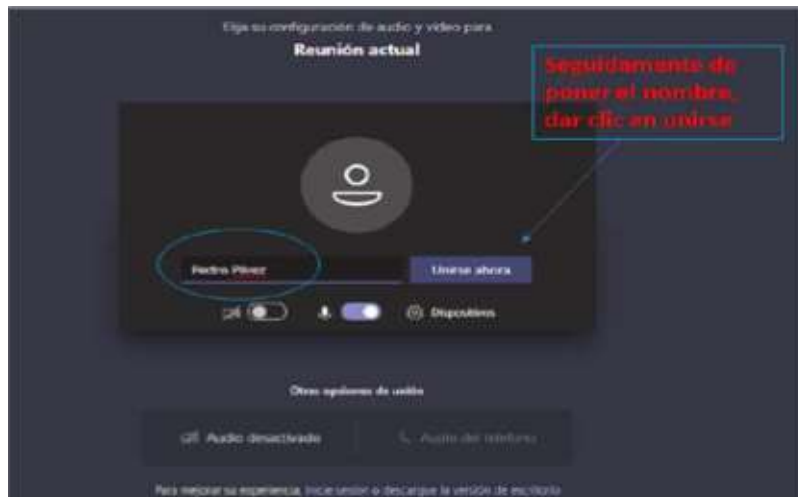 Elija su configuración de audio y vídeo para
Reunión actual
Seguidamente de
poner el nombre,
dar clic en unirse
Pedro Pérez
Unirse ahora
Dispositivos
Otras opciones de unión
Audio desactivado
Audio del teléfono
Para mejorar su experiencia, inicie sesión o descargue la versión de escritorio